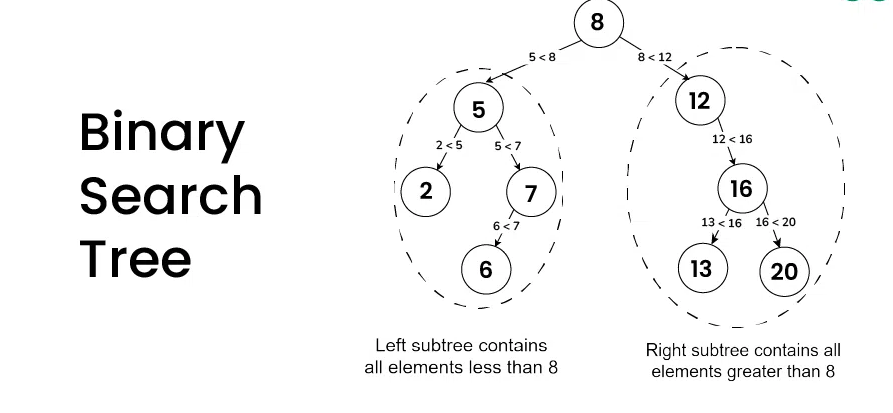 Binary
Search
Tree
8
5 < 8
8 < 12
5
12
2 < 5
5 < 7
12 < 16
2
7
16
6 < 7
13 < 16
16 < 20
6
13
20
Left subtree contains
all elements less than 8
Right subtree contains all
elements greater than 8